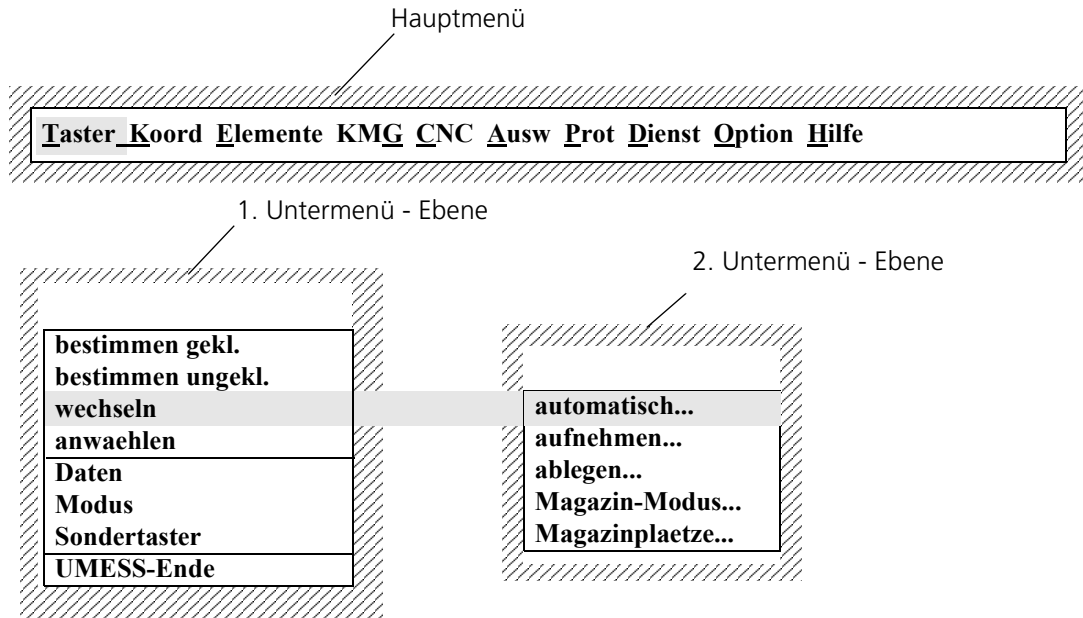 Hauptmenü
Taster Koord Elemente KMG CNC Ausw Prot Dienst Option Hilfe
1. Untermenü - Ebene
bestimmen gekl.
bestimmen ungekl.
wechseln
anwaehlen
Daten
Modus
Sondertaster
UMESS-Ende
2. Untermenü - Ebene
automatisch...
aufnehmen...
ablegen...
Magazin-Modus...
Magazinplaetze...